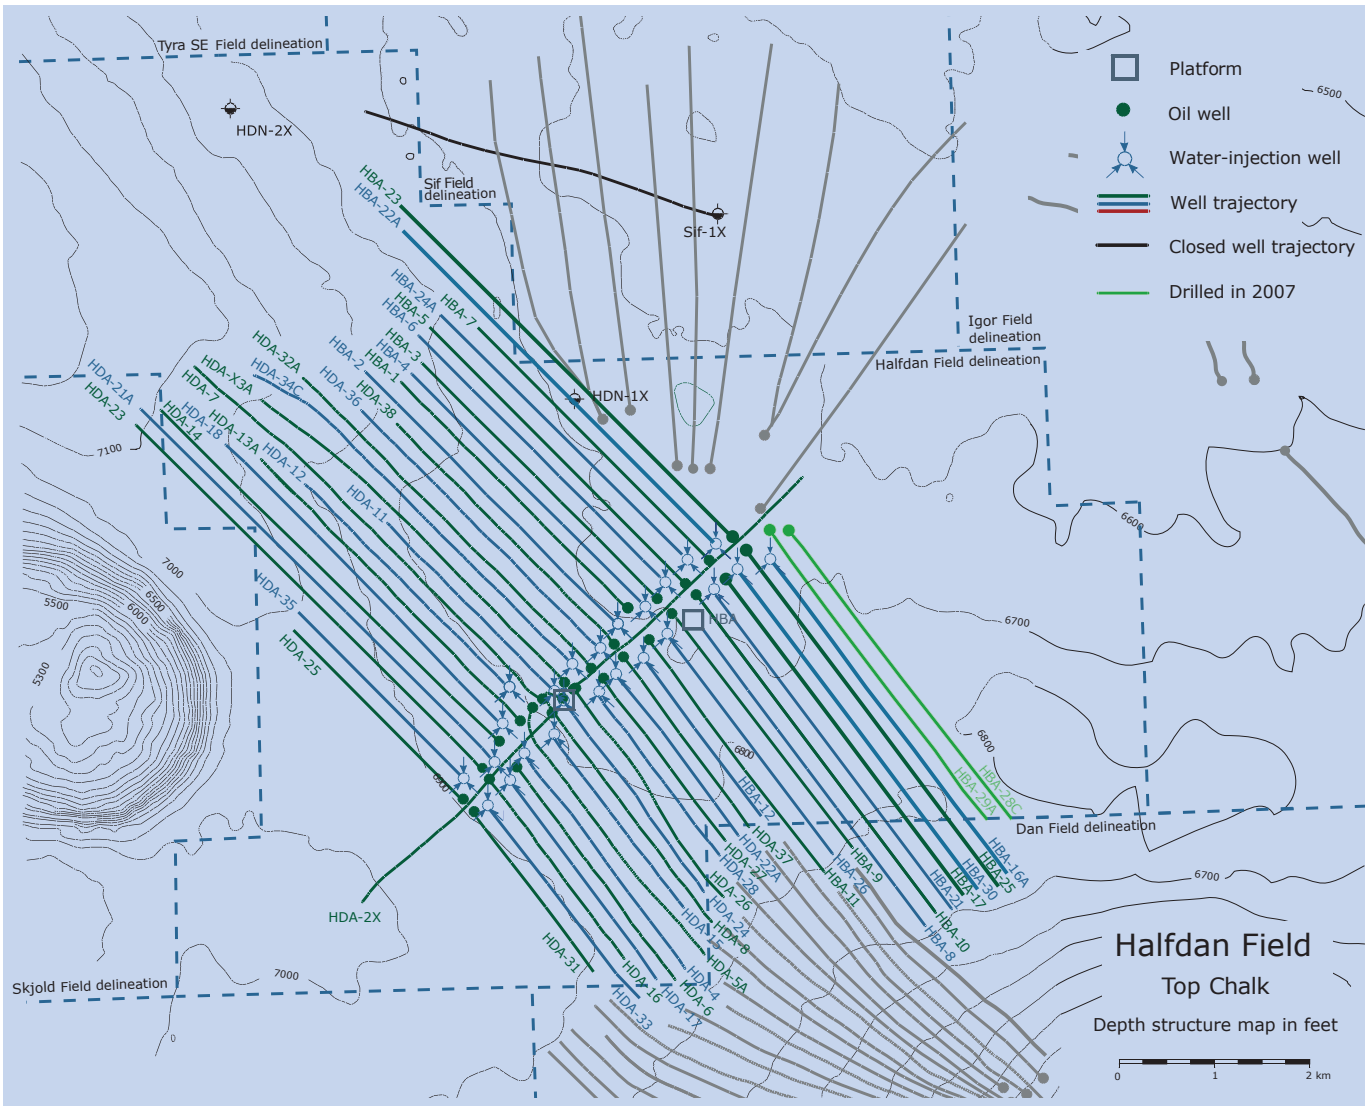 Tyra SE Field delineation
HDN-2X
Sif Field
delineation
Sif-1X
HDN-1X
Igor Field
delineation
Halfdan Field delineation
Platform
Oil well
Water-injection well
Well trajectory
Closed well trajectory
Drilled in 2007
6500
HBA-23
HBA-22A
HBA-24A
HBA-7
HBA-5
HBA-6
HBA-3
HBA-4
HBA-1
HBA-2
HDA-38
HDA-36
HDA-32A
HDA-34C
HDA-X3A
HDA-7
HDA-21A
HDA-23
HDA-14
HDA-18
HDA-13A
HDA-12
HDA-11
HDA-35
HDA-25
7100
7000
6500
6000
5500
5300
6600
6700
HBA
6800
6800
6900
HBA-28C
HBA-29A
Dan Field delineation
HBA-12
HDA-37
HDA-22A
HDA-27
HDA-28
HDA-26
HDA-24
HDA-8
HDA-15
HDA-5A
HDA-4
HDA-6
HDA-17
HDA-16
HDA-33
HDA-31
HBA-9
HBA-26
HBA-11
HBA-16A
HBA-25
HBA-30
HBA-17
HBA-21
HBA-10
HBA-8
6700
HDA-2X
7000
Skjold Field delineation
Halfdan Field
Top Chalk
Depth structure map in feet
0 1 2 km